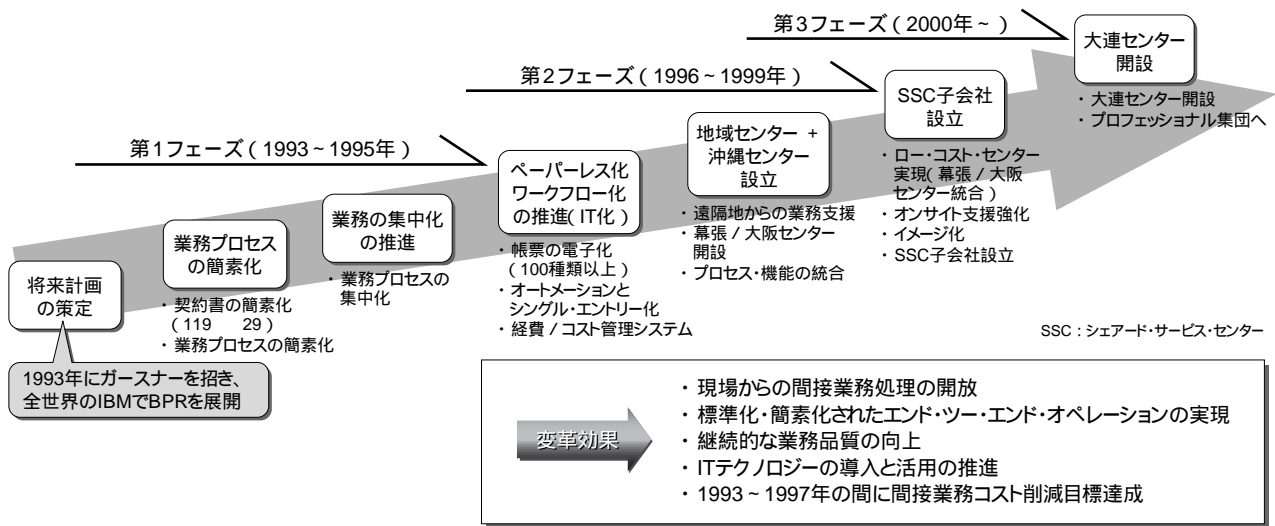 第1フェーズ（1993～1995年）
第2フェーズ（1996～1999年）
第3フェーズ（2000年～）
将来計画
の策定
1993年にガースナーを招き、
全世界のIBMでBPRを展開
業務プロセス
の簡素化
・契約書の簡素化
（119　29）
・業務プロセスの簡素化
業務の集中化
の推進
・業務プロセスの
集中化
ペーパーレス化
ワークフロー化
の推進（IT化）
・帳票の電子化
（100種類以上）
・オートメーションと
シングル・エントリー化
・経費/コスト管理システム
地域センター +
沖縄センター
設立
・遠隔地からの業務支援
・幕張/大阪センター
開設
・プロセス・機能の統合
SSC子会社
設立
・ロー・コスト・センター
実現（幕張/大阪
センター統合）
・オンサイト支援強化
・イメージ化
・SSC子会社設立
大連センター
開設
・大連センター開設
・プロフェッショナル集団へ
SSC：シェアード・サービス・センター
変革効果
・現場からの間接業務処理の開放
・標準化・簡素化されたエンド・ツー・エンド・オペレーションの実現
・継続的な業務品質の向上
・ITテクノロジーの導入と活用の推進
・1993～1997年の間に間接業務コスト削減目標達成